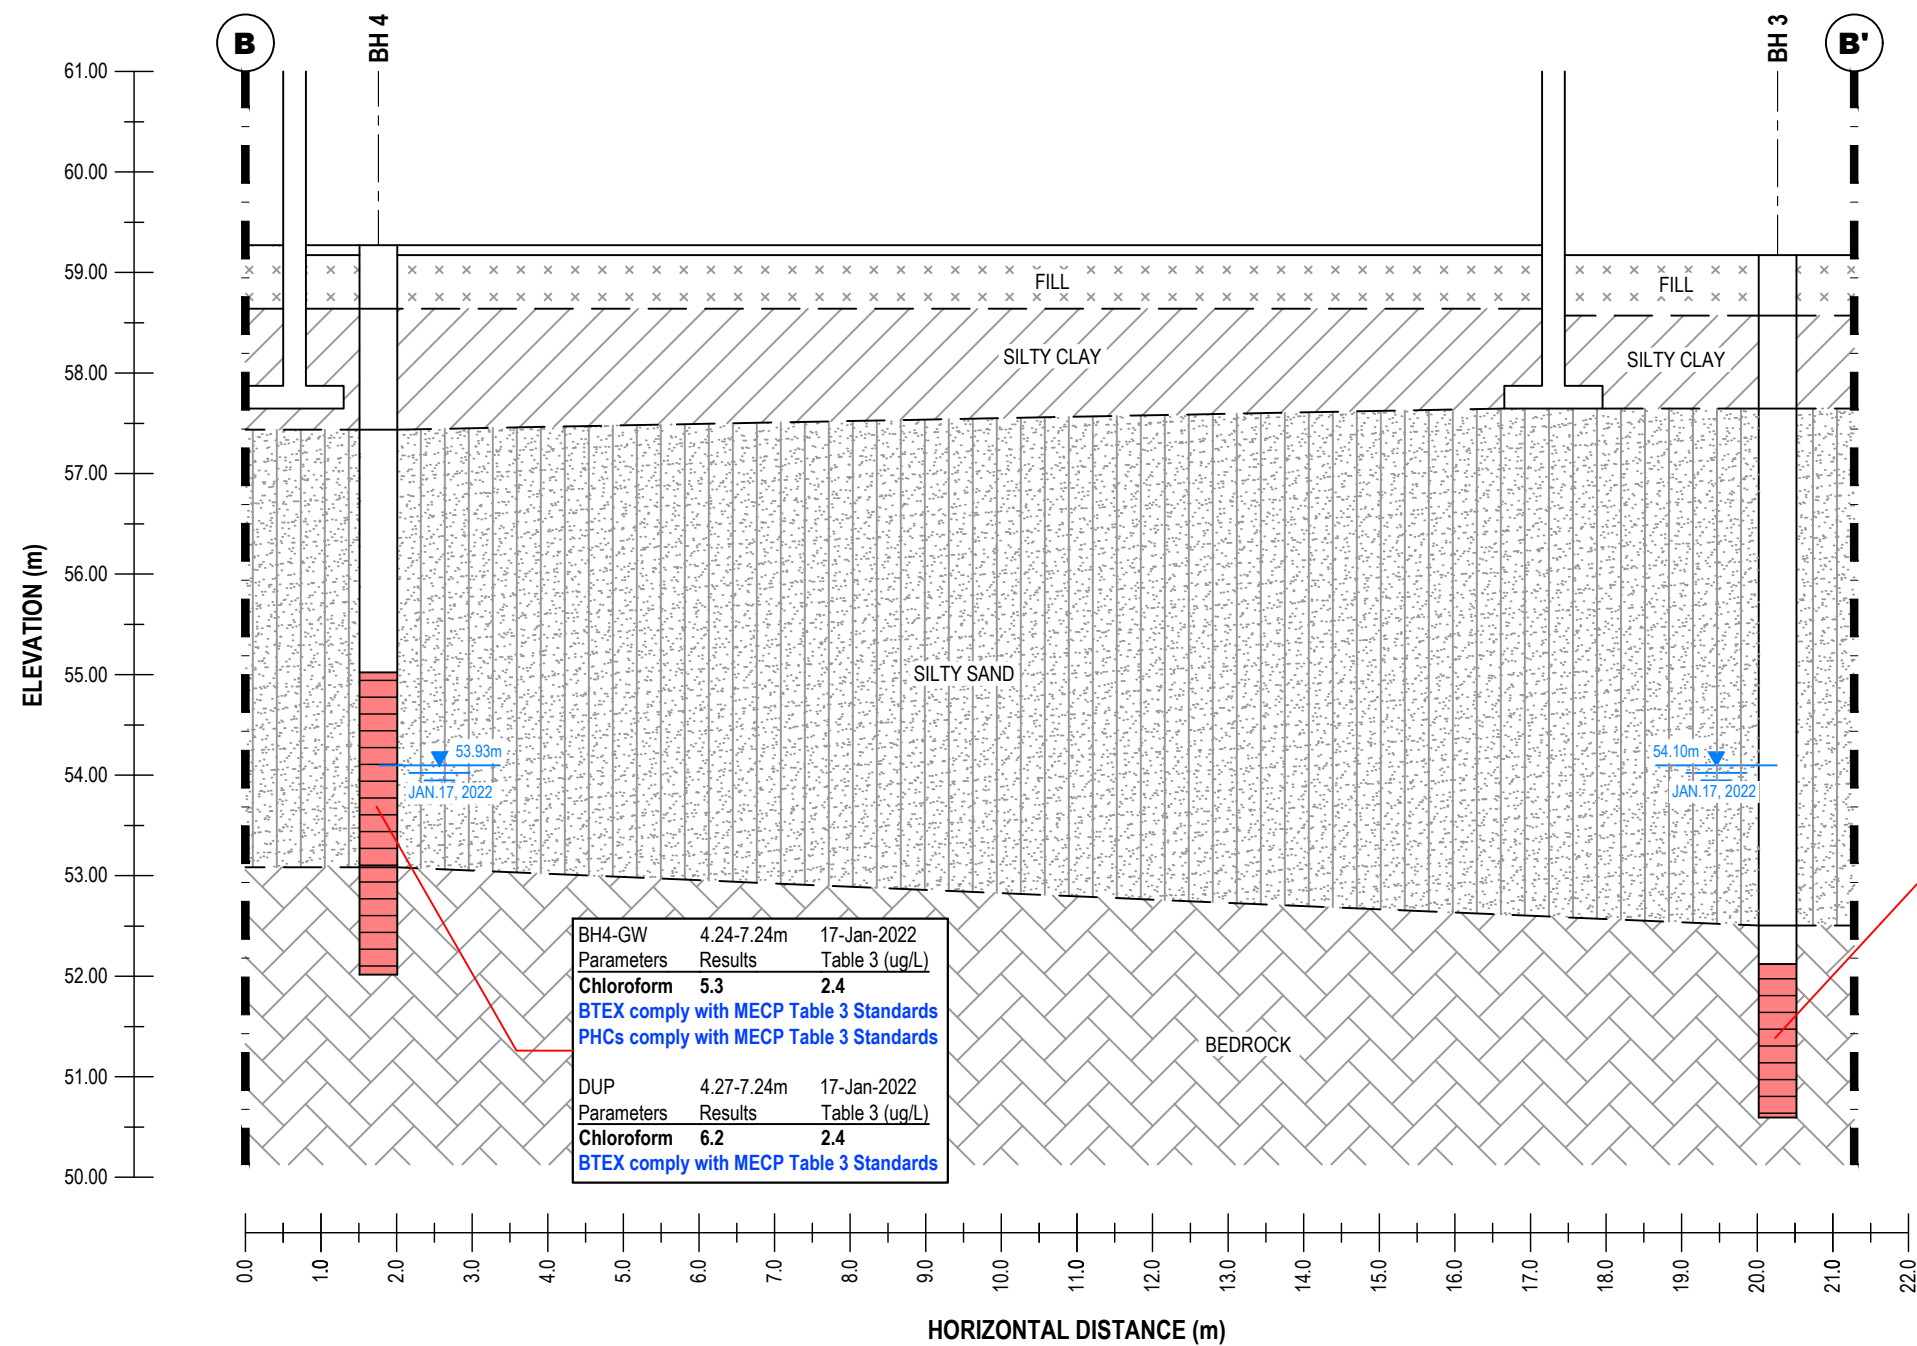 B
BH 4
BH 3
B'
61.00
60.00
59.00
58.00
57.00
56.00
55.00
54.00
53.00
52.00
51.00
50.00
ELEVATION (m)
FILL
FILL
SILTY CLAY
SILTY CLAY
SILTY SAND
53.93m
JAN.17, 2022
54.10m
JAN.17, 2022
BH4-GW 4.24-7.24m 17-Jan-2022
Parameters Results Table 3 (ug/L)
Chloroform 5.3 2.4
BTEX comply with MECP Table 3 Standards
PHCs comply with MECP Table 3 Standards
DUP 4.27-7.24m 17-Jan-2022
Parameters Results Table 3 (ug/L)
Chloroform 6.2 2.4
BTEX comply with MECP Table 3 Standards
BEDROCK
0.0 1.0 2.0 3.0 4.0 5.0 6.0 7.0 8.0 9.0 10.0 11.0 12.0 13.0 14.0 15.0 16.0 17.0 18.0 19.0 20.0 21.0 22.0
HORIZONTAL DISTANCE (m)